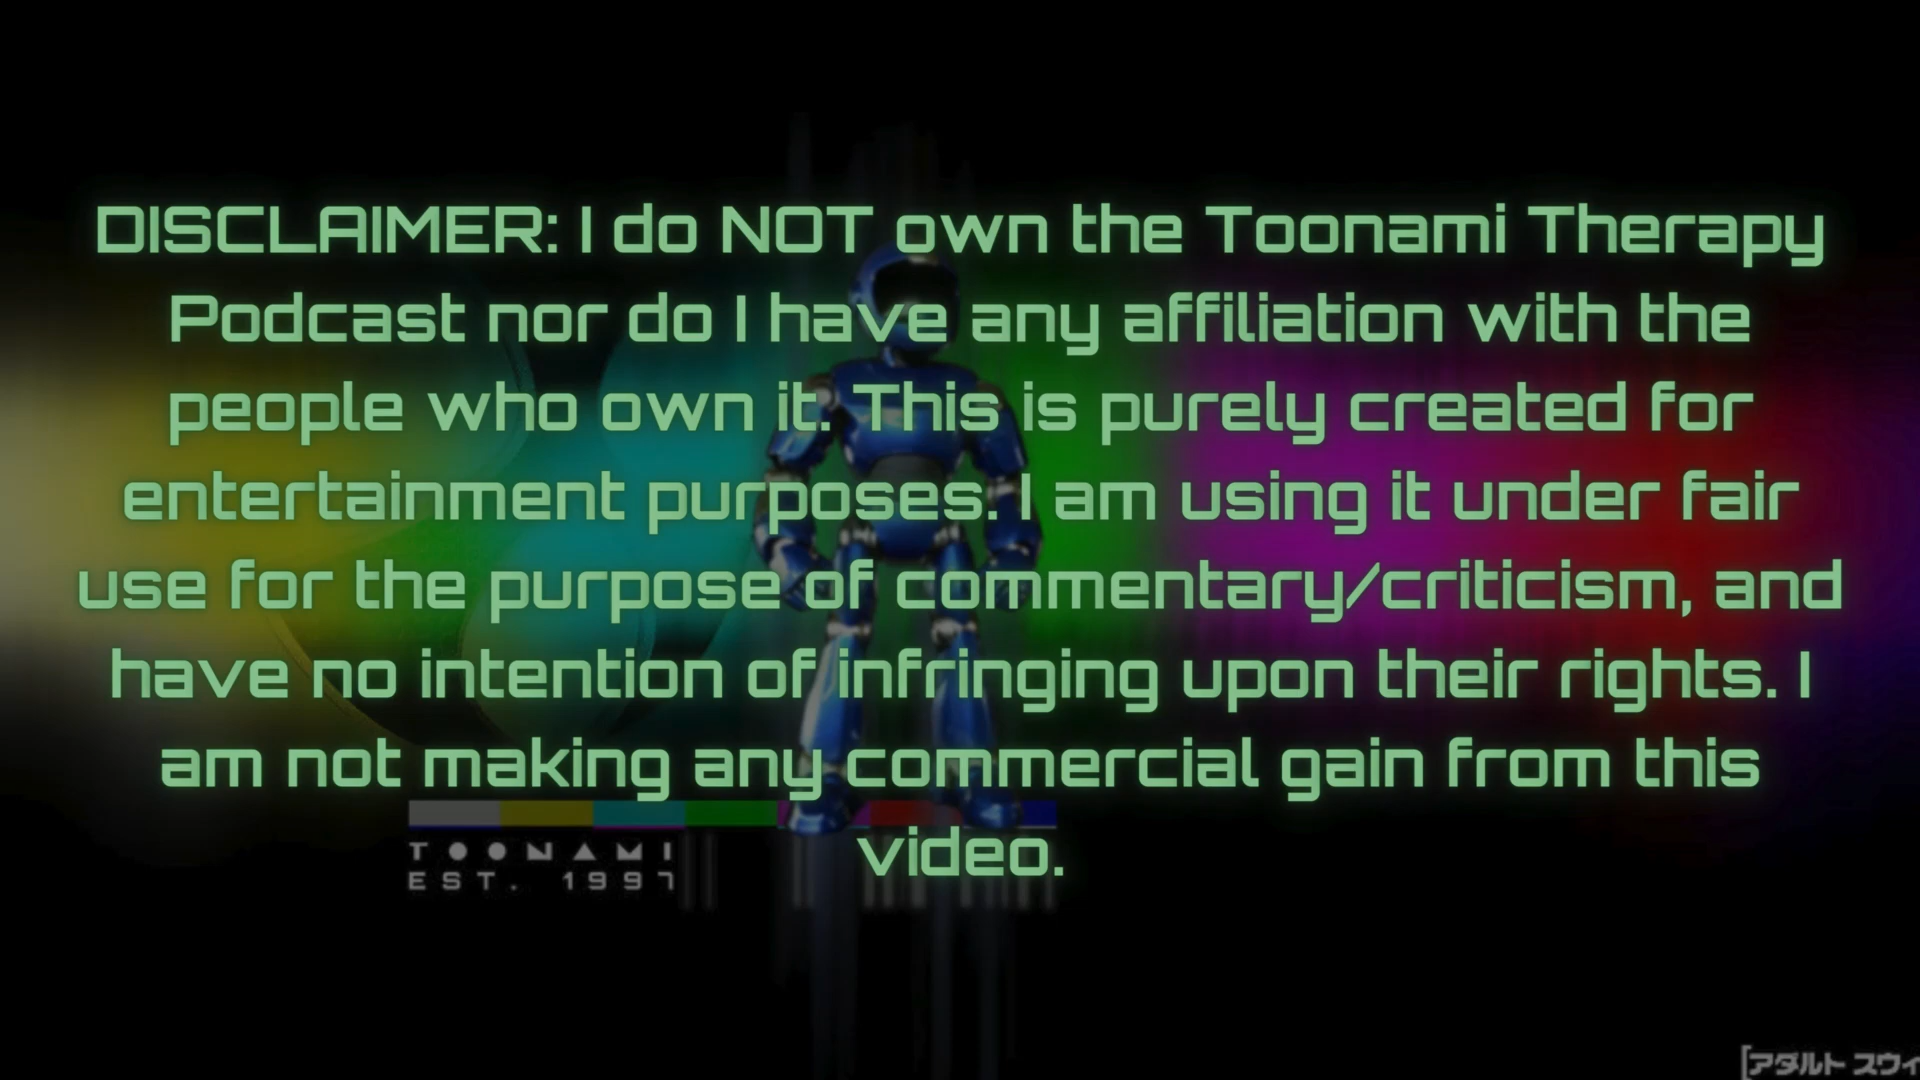 DISCLAIMER: I do NOT own the Toonami Therapy
Podcast nor do I have any affiliation with the
people who own it. This is purely created for
entertainment purposes. I am using it under fair
use for the purpose of commentary/criticism, and
have no intention of infringing upon their rights. I
am not making any commercial gain from this
video.
TOONAMI
EST. 1997
[アダルト スウィ